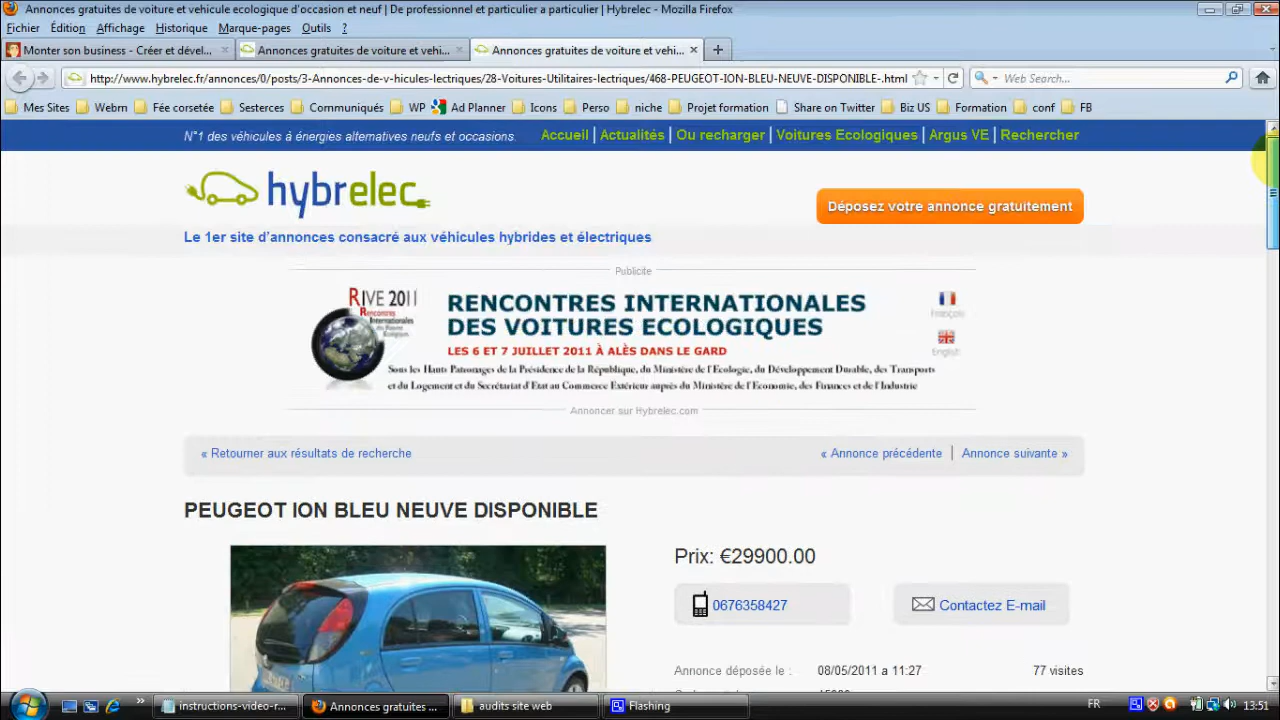 Annonces gratuites de voiture et vehicule ecologique d'occasion et neuf | De professionnel et particulier a particulier | Hybrelec - Mozilla Firefox
Fichier Édition Affichage Historique Marque-pages Outils ?
Monter son business - Créer et dével... Annonces gratuites de voiture et vehi... Annonces gratuites de voiture et vehi...
http://www.hybrelec.fr/annonces/0/posts/3-Annonces-de-v-hicules-lectriques/28-Voitures-Utilitaires-lectriques/468-PEUGEOT-ION-BLEU-NEUVE-DISPONIBLE-.html Web Search...
Mes Sites Webrn Fée corsetée Sesterces Communiqués WP Ad Planner Icons Perso niche Projet formation Share on Twitter Biz US Formation conf FB
N°1 des véhicules à énergies alternatives neufs et occasions. Accueil | Actualités | Ou recharger | Voitures Ecologiques | Argus VE | Rechercher
hybrelec
Déposez votre annonce gratuitement
Le 1er site d'annonces consacré aux véhicules hybrides et électriques
Publicite
RIVE 2011
Rencontres
Internationales
RENCONTRES INTERNATIONALES
DES VOITURES ECOLOGIQUES
Français
English
LES 6 ET 7 JUILLET 2011 À ALÈS DANS LE GARD
Sous les Hauts Patronages de la Présidence de la République, du Ministère de l'Ecologie, du Développement Durable, des Transports
et du Logement et du Secrétariat d'Etat au Commerce Extérieur auprès du Ministère de l'Economie, des Finances et de l'Industrie
Annoncer sur Hybrelec.com
« Retourner aux résultats de recherche « Annonce précédente | Annonce suivante »
PEUGEOT ION BLEU NEUVE DISPONIBLE
Prix: €29900.00
0676358427 Contactez E-mail
Annonce déposée le : 08/05/2011 a 11:27 77 visites
instructions-video-r... Annonces gratuites ... audits site web Flashing FR 13:51